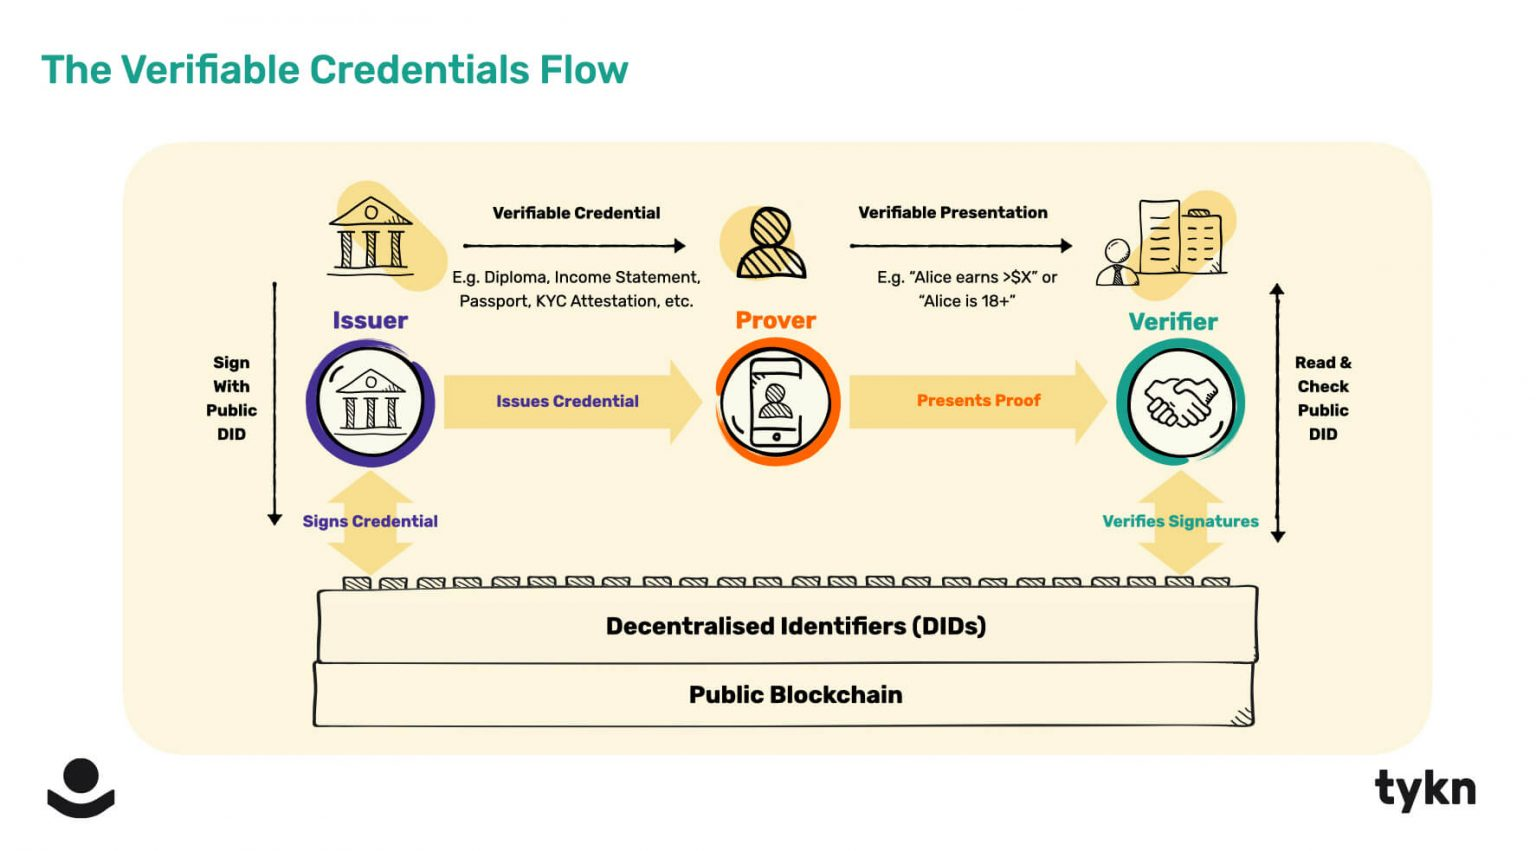 The Verifiable Credentials Flow
Verifiable Credential
E.g. Diploma, Income Statement,
Passport, KYC Attestation, etc.
Verifiable Presentation
E.g. “Alice earns >$X” or
“Alice is 18+”
Issuer
Prover
Verifier
Sign
With
Public
DID
Issues Credential
Presents Proof
Read &
Check
Public
DID
Signs Credential
Verifies Signatures
Decentralised Identifiers (DIDs)
Public Blockchain
tykn